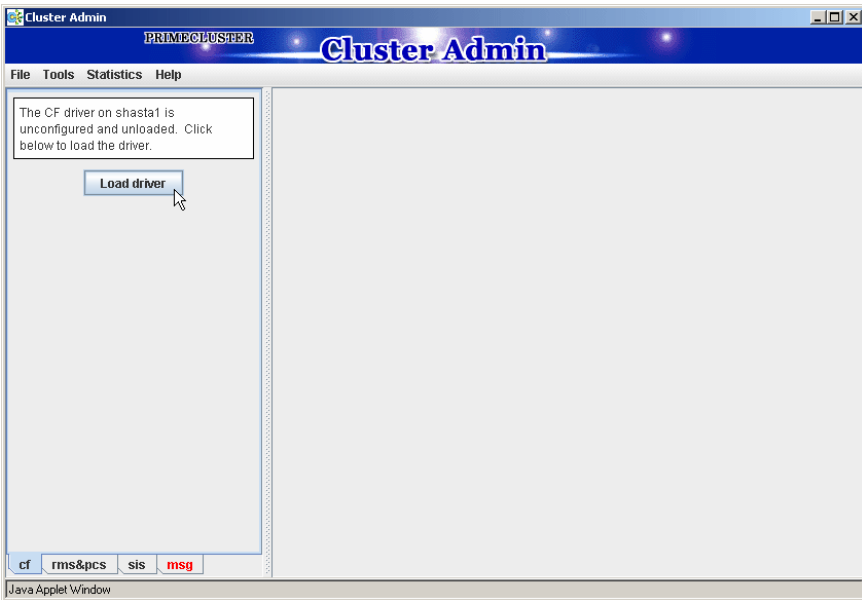 Cluster Admin
PRIMECLUSTER
Cluster Admin
File Tools Statistics Help
The CF driver on shasta1 is
unconfigured and unloaded. Click
below to load the driver.
Load driver
cf rms&pcs sis msg
Java Applet Window